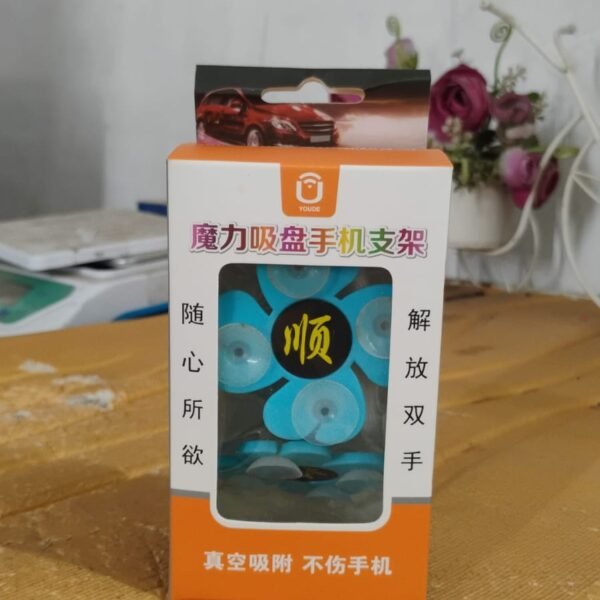 YOUDE
魔力吸盘手机支架
随心所欲
解放双手
顺
真空吸附 不伤手机